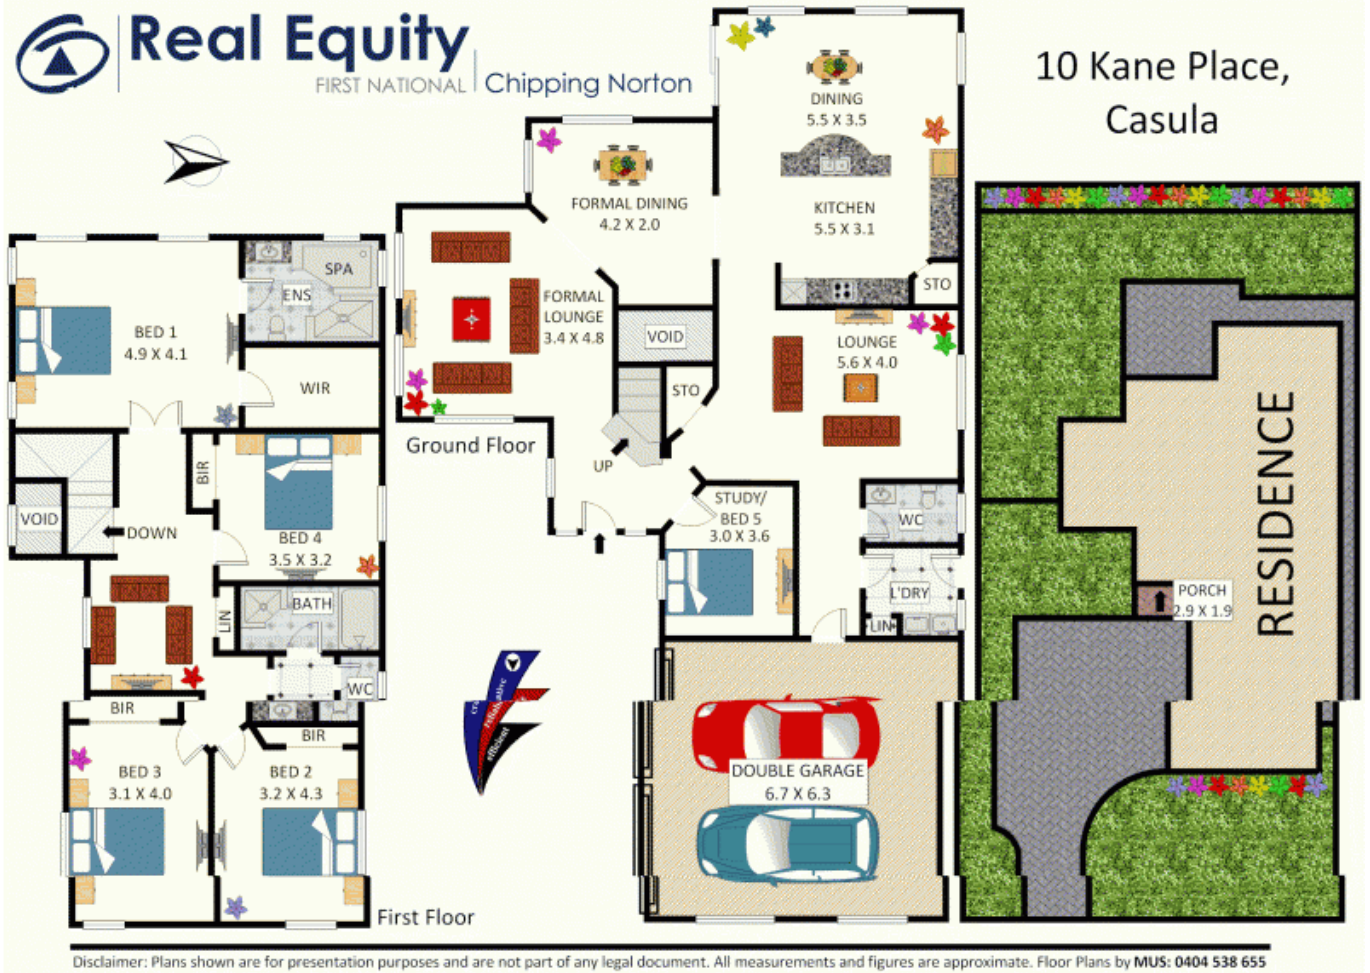 Real Equity
FIRST NATIONAL
Chipping Norton
10 Kane Place,
Casula
DINING
5.5 X 3.5
KITCHEN
5.5 X 3.1
STO
FORMAL DINING
4.2 X 2.0
FORMAL
LOUNGE
3.4 X 4.8
VOID
STO
LOUNGE
5.6 X 4.0
Ground Floor
UP
STUDY/
BED 5
3.0 X 3.6
WC
L'DRY
LIN
DOUBLE GARAGE
6.7 X 6.3
BED 1
4.9 X 4.1
ENS
SPA
WIR
BIR
VOID
DOWN
BED 4
3.5 X 3.2
LIN
BATH
WC
BIR
BIR
BED 3
3.1 X 4.0
BED 2
3.2 X 4.3
First Floor
reliable
efficient
RESIDENCE
PORCH
2.9 X 1.9
Disclaimer: Plans shown are for presentation purposes and are not part of any legal document. All measurements and figures are approximate. Floor Plans by MUS: 0404 538 655